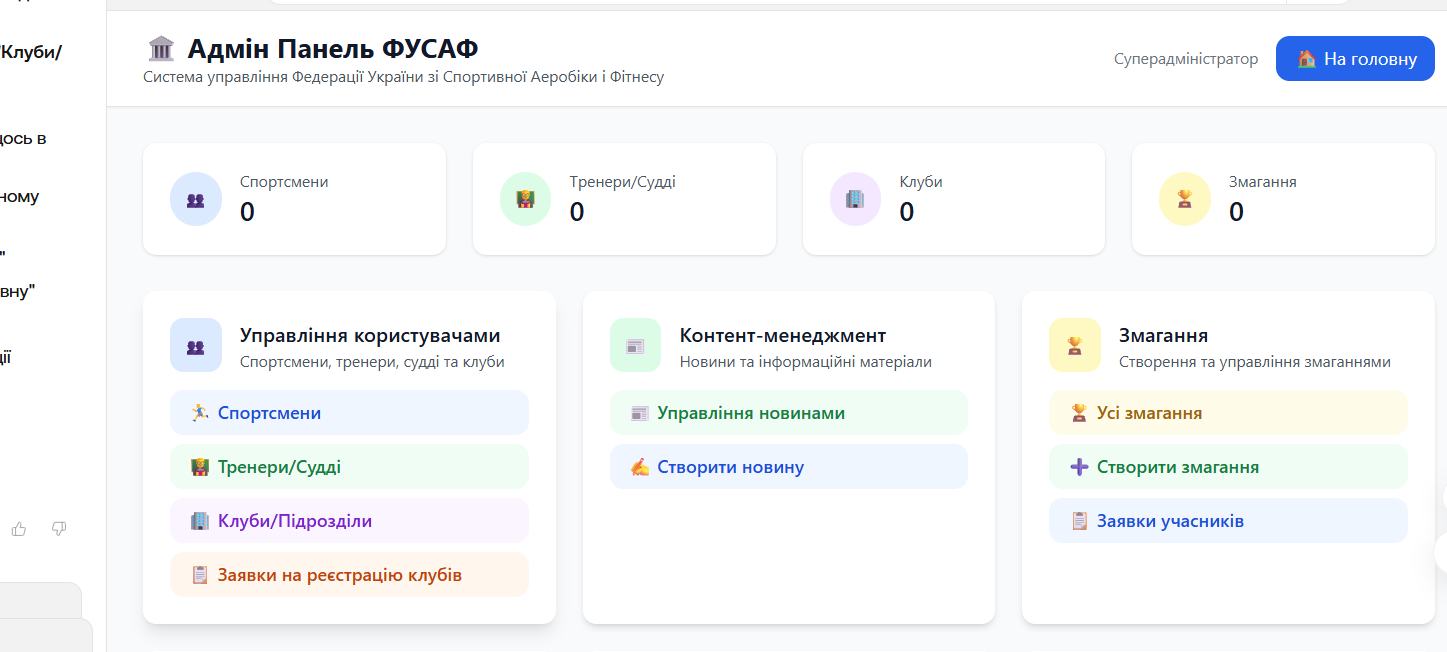 Клуби/
ось в
ному
"
вну"
ції
Адмін Панель ФУСАФ
Система управління Федерації України зі Спортивної Аеробіки і Фітнесу
Суперадміністратор
На головну
Спортсмени
0
Тренери/Судді
0
Клуби
0
Змагання
0
Управління користувачами
Спортсмени, тренери, судді та клуби
Спортсмени
Тренери/Судді
Клуби/Підрозділи
Заявки на реєстрацію клубів
Контент-менеджмент
Новини та інформаційні матеріали
Управління новинами
Створити новину
Змагання
Створення та управління змаганнями
Усі змагання
Створити змагання
Заявки учасників